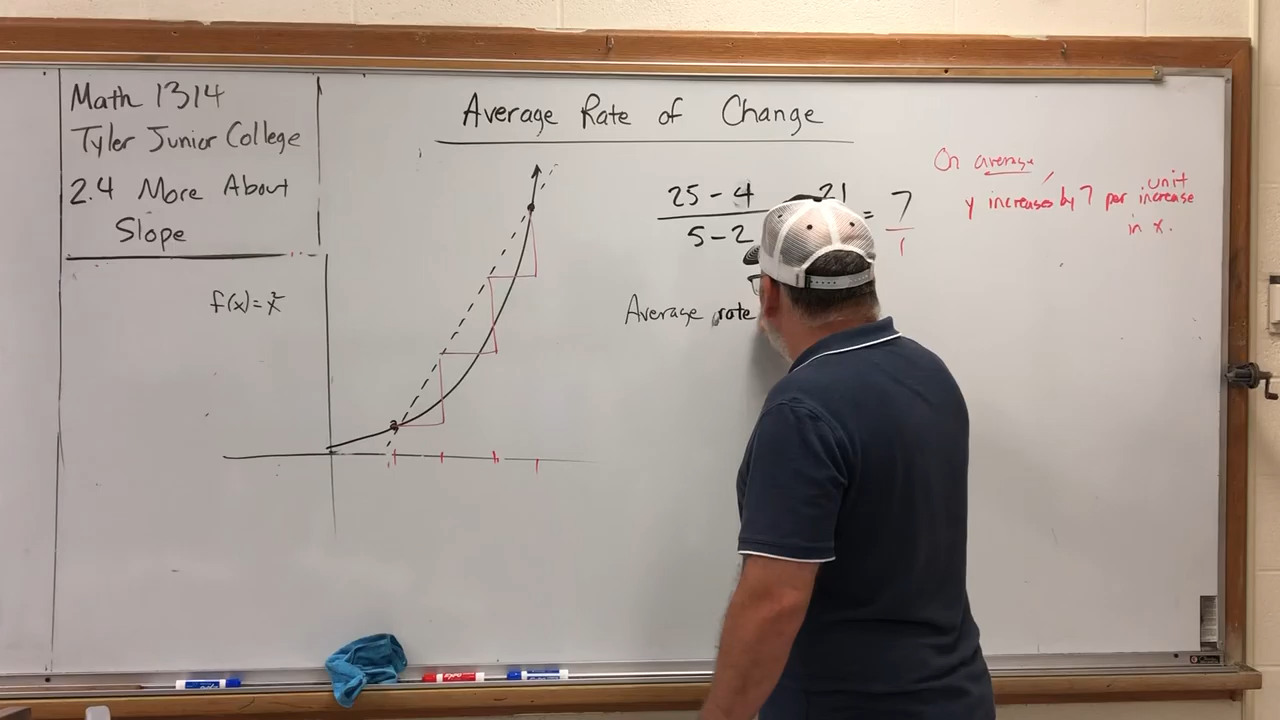 Math 1314
Tyler Junior College
2.4 More About
Slope
Average Rate of Change
f(x)=x²
25-4 21 = 7
5-2 1
Average rate
On average,
y increases by 7 per unit increase
in x.